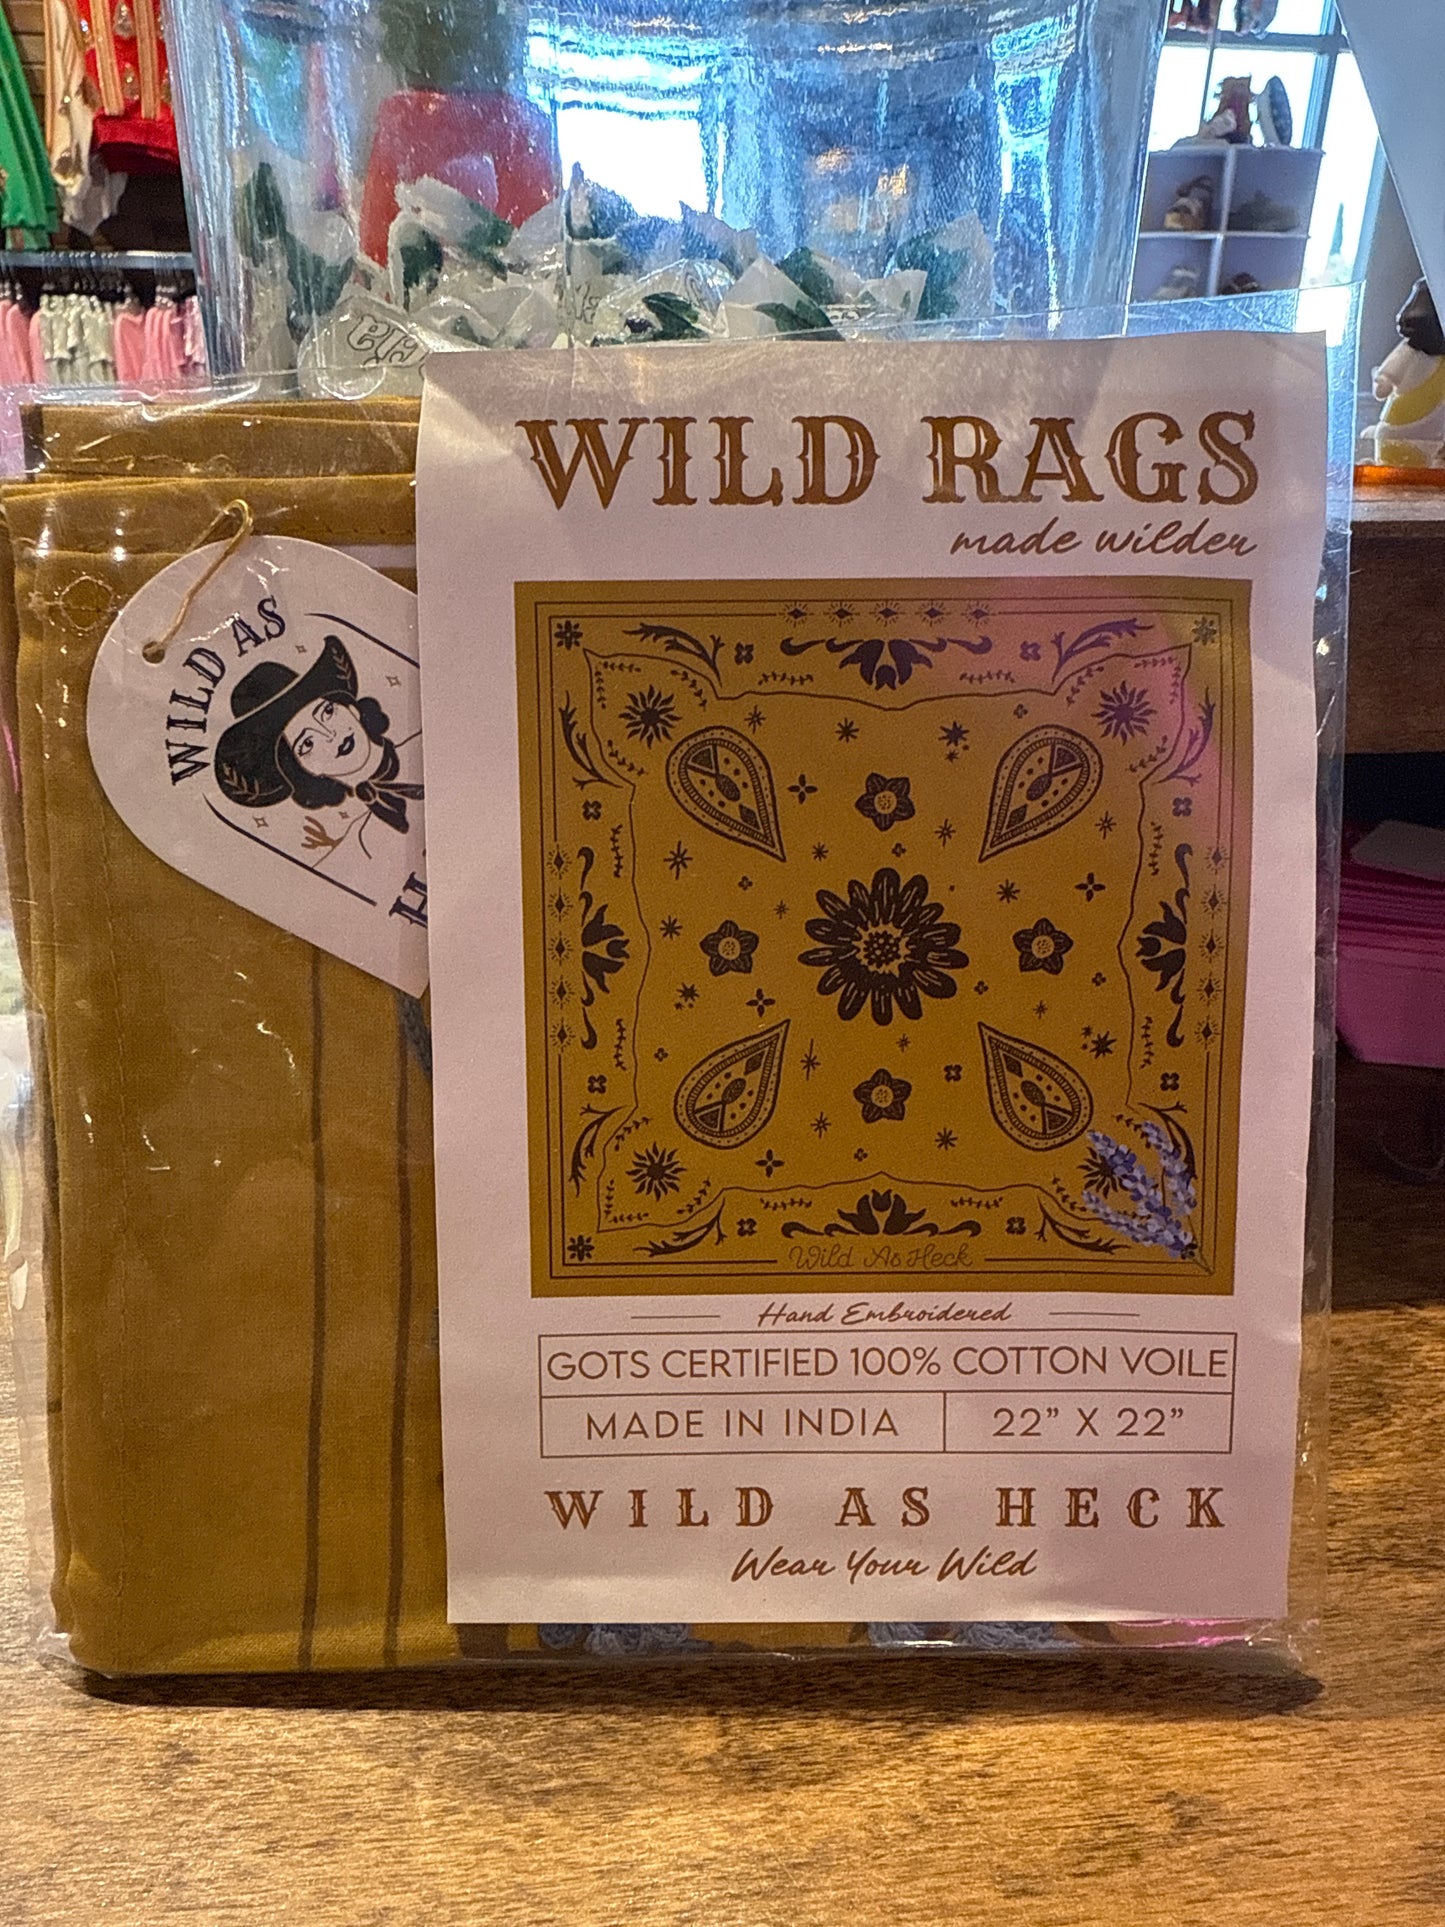 WILD RAGS
made wilder
WILD AS
Wild As Heck
Hand Embroidered
GOTS CERTIFIED 100% COTTON VOILE
MADE IN INDIA
22" X 22"
WILD AS HECK
Wear Your Wild